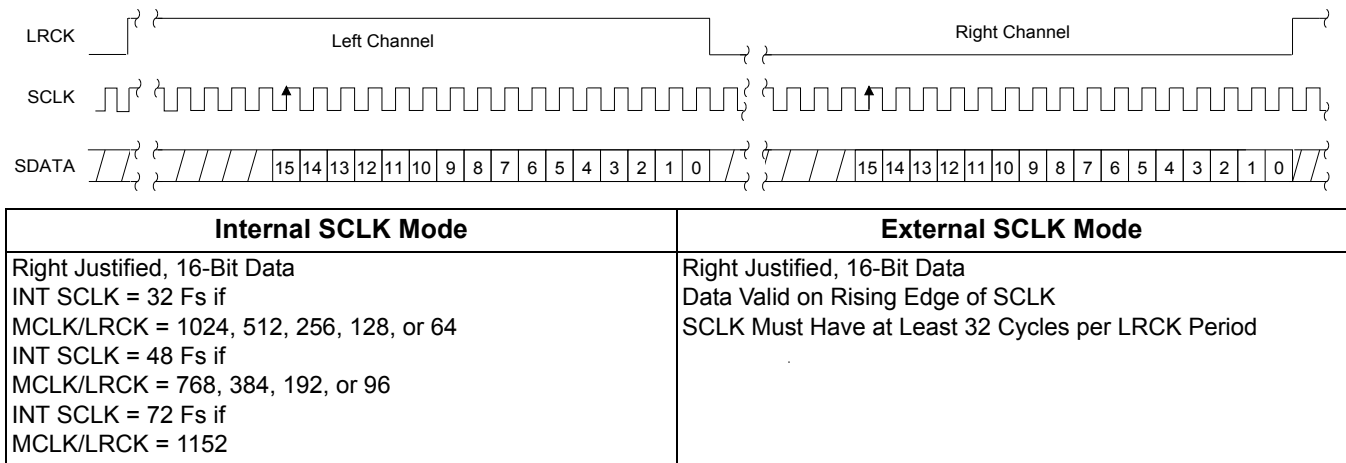 LRCK Left Channel Right Channel
SCLK
SDATA 15 14 13 12 11 10 9 8 7 6 5 4 3 2 1 0 15 14 13 12 11 10 9 8 7 6 5 4 3 2 1 0
Internal SCLK Mode External SCLK Mode
Right Justified, 16-Bit Data
INT SCLK = 32 Fs if
MCLK/LRCK = 1024, 512, 256, 128, or 64
INT SCLK = 48 Fs if
MCLK/LRCK = 768, 384, 192, or 96
INT SCLK = 72 Fs if
MCLK/LRCK = 1152
Right Justified, 16-Bit Data
Data Valid on Rising Edge of SCLK
SCLK Must Have at Least 32 Cycles per LRCK Period